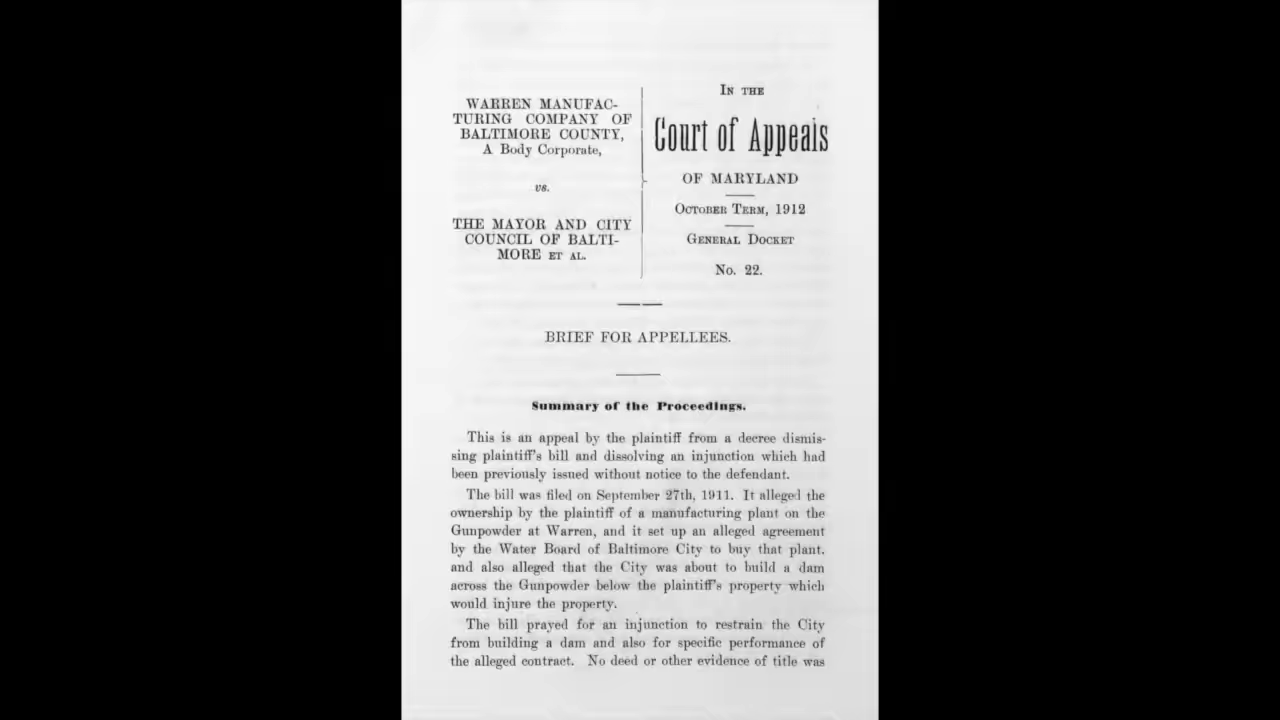 WARREN MANUFAC-
TURING COMPANY OF
BALTIMORE COUNTY,
A Body Corporate,
vs.
THE MAYOR AND CITY
COUNCIL OF BALTI-
MORE ET AL.
IN THE
Court of Appeals
OF MARYLAND
OCTOBER TERM, 1912
GENERAL DOCKET
No. 22.
BRIEF FOR APPELLEES.
Summary of the Proceedings.
This is an appeal by the plaintiff from a decree dismis-
sing plaintiff's bill and dissolving an injunction which had
been previously issued without notice to the defendant.
The bill was filed on September 27th, 1911. It alleged the
ownership by the plaintiff of a manufacturing plant on the
Gunpowder at Warren, and it set up an alleged agreement
by the Water Board of Baltimore City to buy that plant.
and also alleged that the City was about to build a dam
across the Gunpowder below the plaintiff's property which
would injure the property.
The bill prayed for an injunction to restrain the City
from building a dam and also for specific performance of
the alleged contract. No deed or other evidence of title was